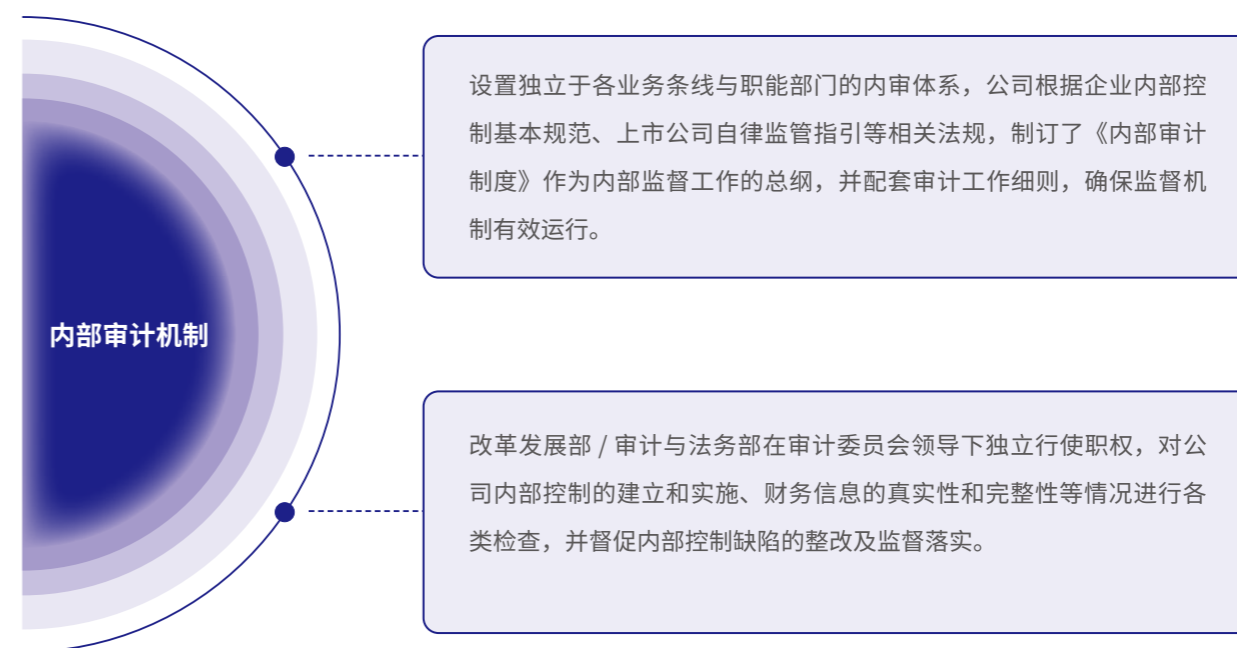 内部审计机制
设置独立于各业务条线与职能部门的内审体系，公司根据企业内部控
制基本规范、上市公司自律监管指引等相关法规，制订了《内部审计
制度》作为内部监督工作的总纲，并配套审计工作细则，确保监督机
制有效运行。
改革发展部 / 审计与法务部在审计委员会领导下独立行使职权，对公
司内部控制的建立和实施、财务信息的真实性和完整性等情况进行各
类检查，并督促内部控制缺陷的整改及监督落实。